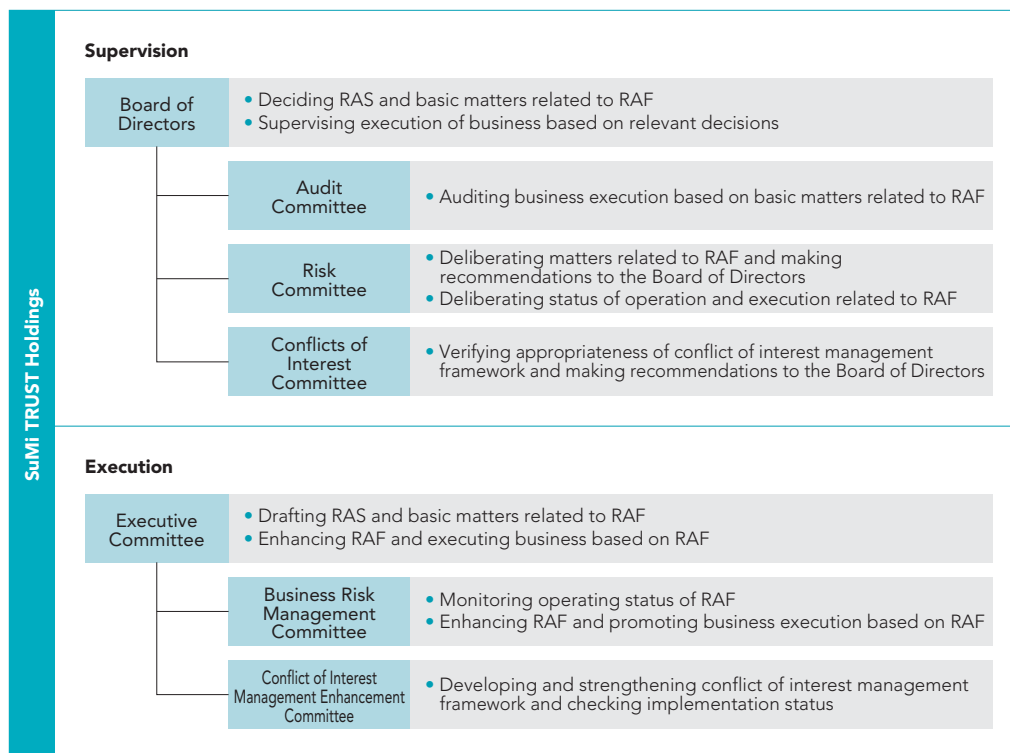 SuMi TRUST Holdings
Supervision
Board of
Directors
• Deciding RAS and basic matters related to RAF
• Supervising execution of business based on relevant decisions
Audit
Committee
• Auditing business execution based on basic matters related to RAF
Risk
Committee
• Deliberating matters related to RAF and making
recommendations to the Board of Directors
• Deliberating status of operation and execution related to RAF
Conflicts of
Interest
Committee
• Verifying appropriateness of conflict of interest management
framework and making recommendations to the Board of Directors
Execution
Executive
Committee
• Drafting RAS and basic matters related to RAF
• Enhancing RAF and executing business based on RAF
Business Risk
Management
Committee
• Monitoring operating status of RAF
• Enhancing RAF and promoting business execution based on RAF
Conflict of Interest
Management Enhancement
Committee
• Developing and strengthening conflict of interest management
framework and checking implementation status